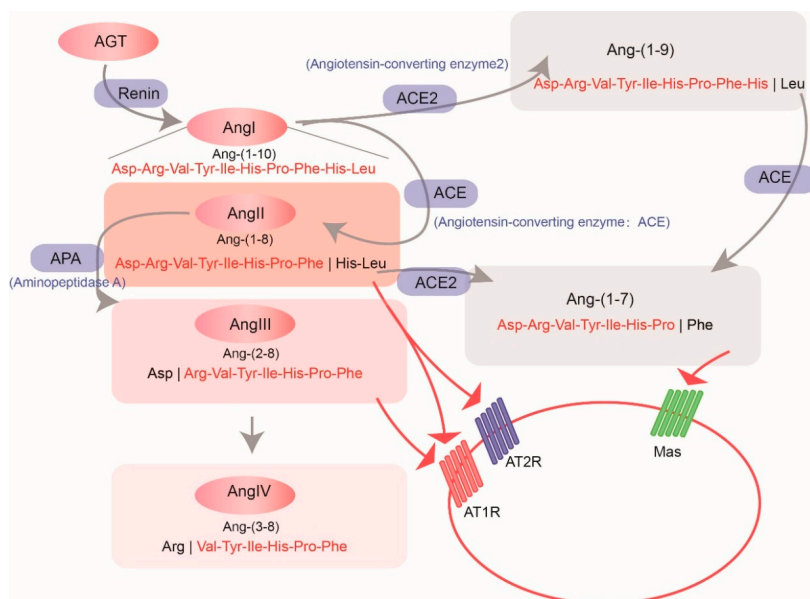 AGT
Renin
AngI
Ang-(1-10)
Asp-Arg-Val-Tyr-Ile-His-Pro-Phe-His-Leu
(Angiotensin-converting enzyme2)
ACE2
Ang-(1-9)
Asp-Arg-Val-Tyr-Ile-His-Pro-Phe-His | Leu
ACE
(Angiotensin-converting enzyme: ACE)
ACE
AngII
Ang-(1-8)
Asp-Arg-Val-Tyr-Ile-His-Pro-Phe | His-Leu
APA
(Aminopeptidase A)
ACE2
Ang-(1-7)
Asp-Arg-Val-Tyr-Ile-His-Pro | Phe
AngIII
Ang-(2-8)
Asp | Arg-Val-Tyr-Ile-His-Pro-Phe
AT2R
AT1R
Mas
AngIV
Ang-(3-8)
Arg | Val-Tyr-Ile-His-Pro-Phe